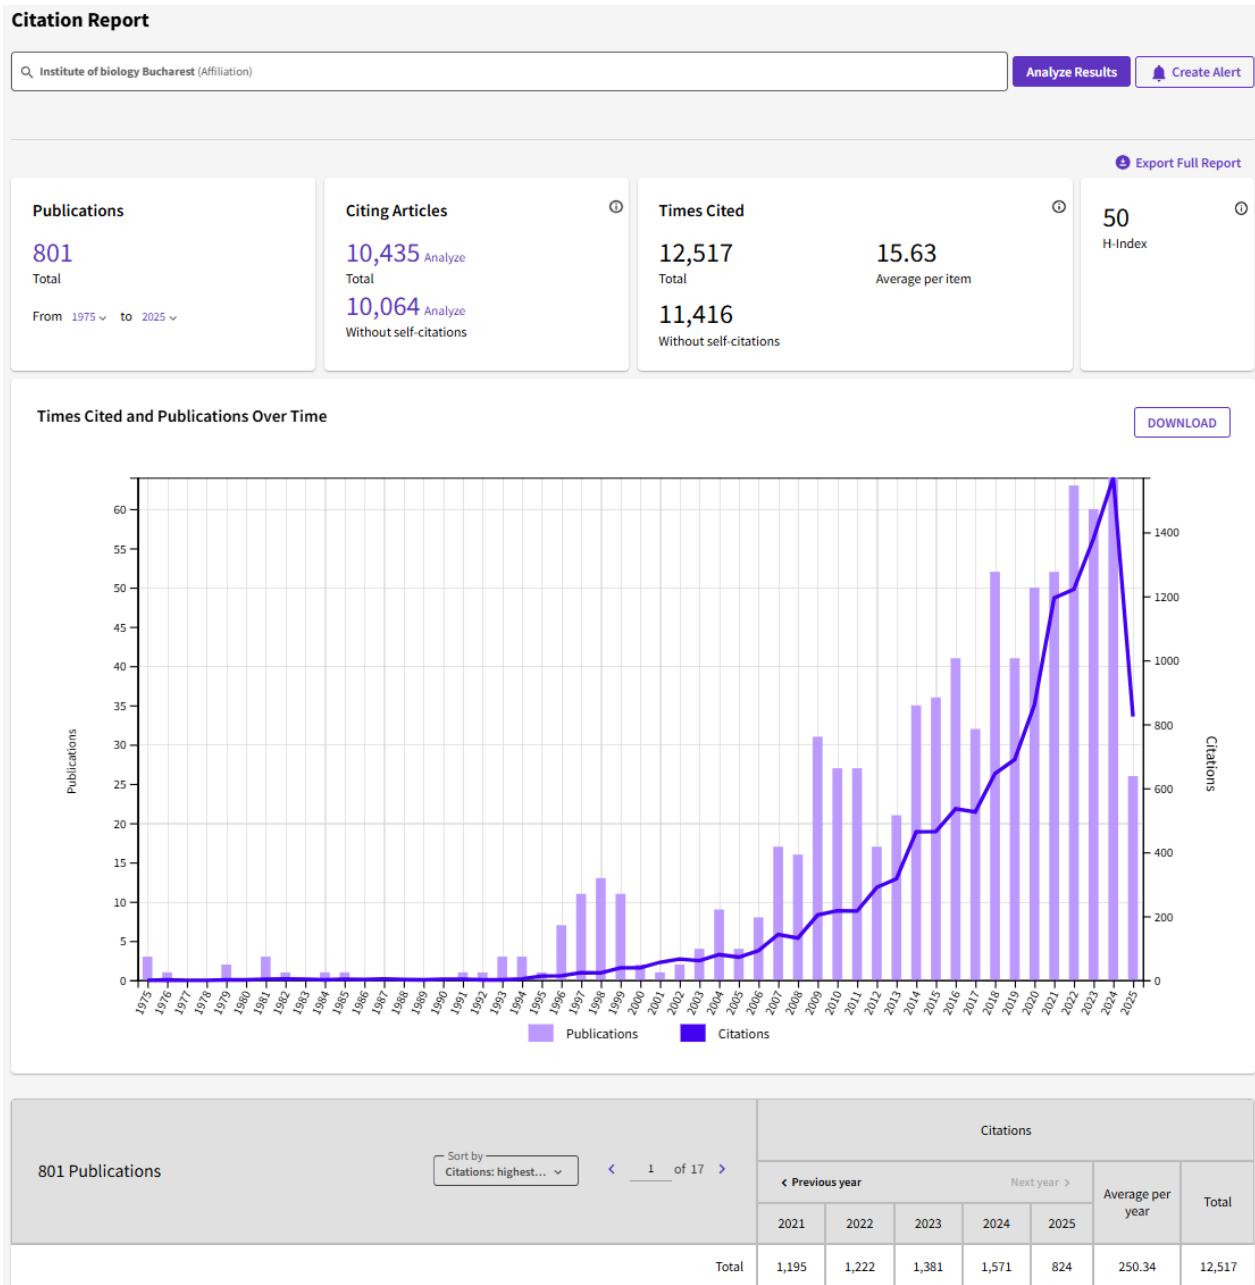 Citation Report
Institute of biology Bucharest (Affiliation)
Analyze Results
Create Alert
Export Full Report
Publications
801
Total
From 1975 to 2025
Citing Articles
10,435 Analyze
Total
10,064 Analyze
Without self-citations
Times Cited
12,517
Total
15.63
Average per item
11,416
Without self-citations
50
H-Index
Times Cited and Publications Over Time
DOWNLOAD
Publications
60
55
50
45
40
35
30
25
20
15
10
5
0
1400
1200
1000
800
600
400
200
0
Citations
1975 1976 1977 1978 1979 1980 1981 1982 1983 1984 1985 1986 1987 1988 1989 1990 1991 1992 1993 1994 1995 1996 1997 1998 1999 2000 2001 2002 2003 2004 2005 2006 2007 2008 2009 2010 2011 2012 2013 2014 2015 2016 2017 2018 2019 2020 2021 2022 2023 2024 2025
Publications Citations
801 Publications
Sort by
Citations: highest...
1 of 17
Citations
Previous year
Next year
Average per year
Total
2021 2022 2023 2024 2025
Total 1,195 1,222 1,381 1,571 824 250.34 12,517